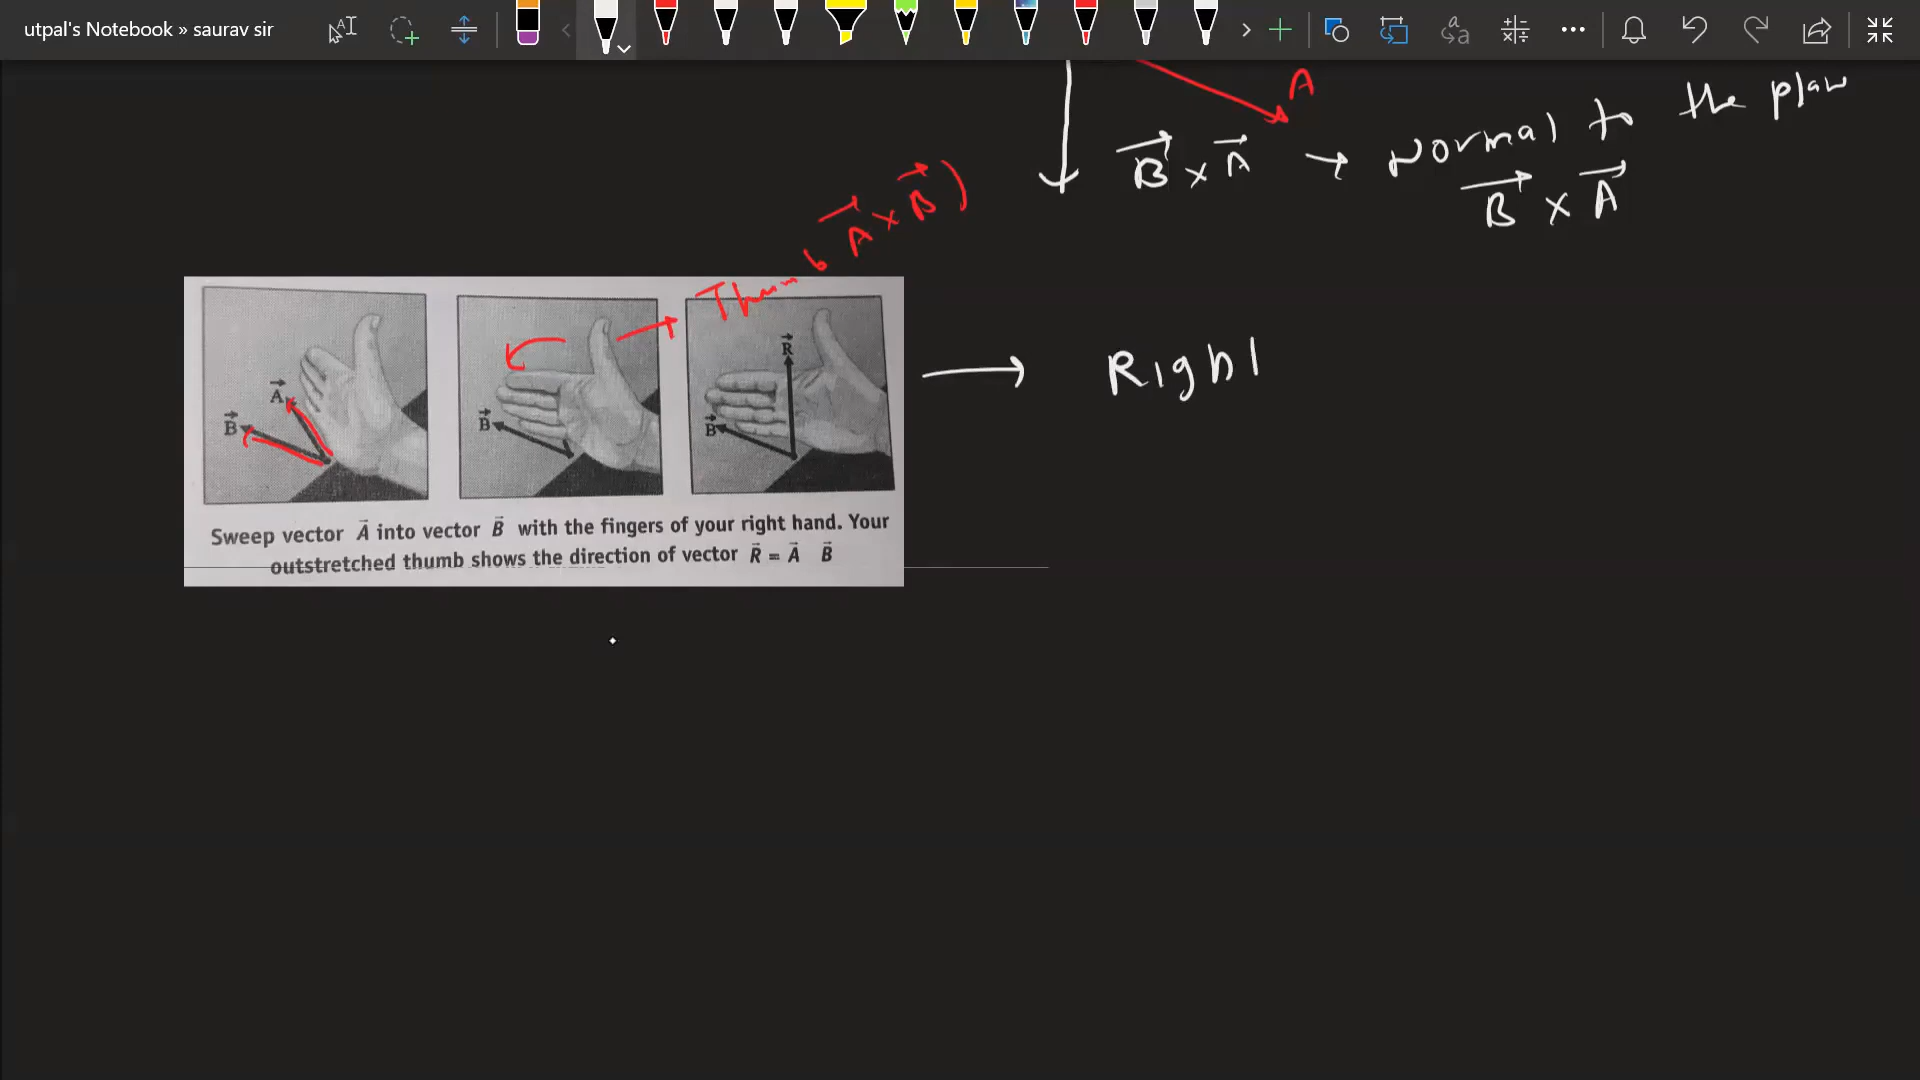 utpal's Notebook » saurav sir
A
B⃗ × A⃗ → Normal to the plan
B⃗ × A⃗
A⃗ × B⃗)
Thum
Right
A⃗
B⃗
B⃗
R⃗
B⃗
Sweep vector A⃗ into vector B⃗ with the fingers of your right hand. Your
outstretched thumb shows the direction of vector R⃗ = A⃗ B⃗